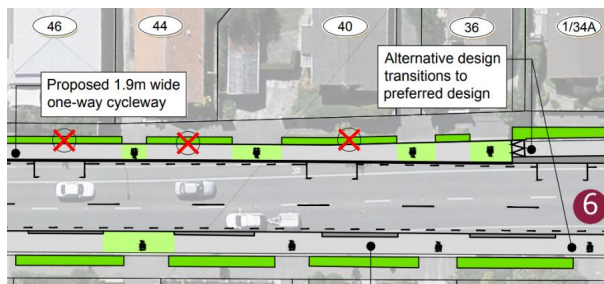 46
44
40
36
1/34A
Proposed 1.9m wide
one-way cycleway
Alternative design
transitions to
preferred design
6